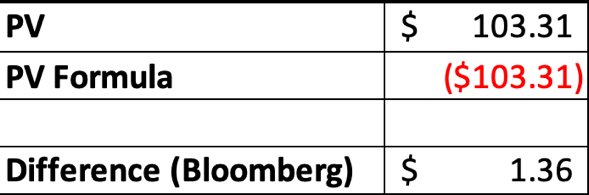 PV $ 103.31
PV Formula ($103.31)
Difference (Bloomberg) $ 1.36